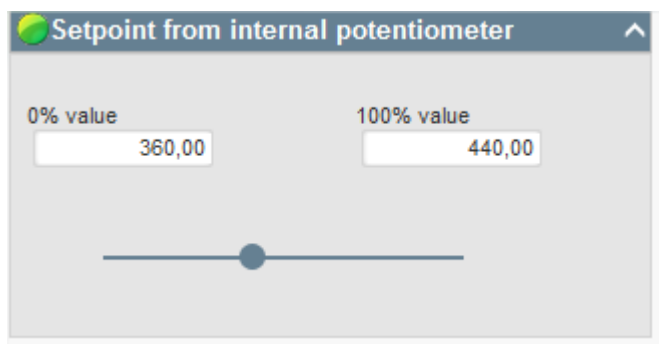 Setpoint from internal potentiometer
0% value 100% value
360,00 440,00